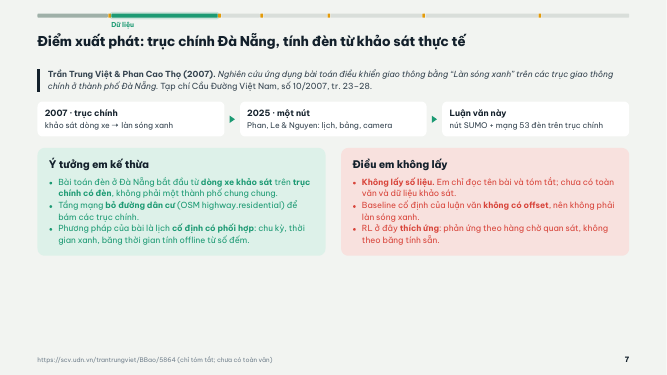 Dữ liệu
Điểm xuất phát: trục chính Đà Nẵng, tính đèn từ khảo sát thực tế
Trần Trung Việt & Phan Cao Thọ (2007). Nghiên cứu ứng dụng bài toán điều khiển giao thông bằng “Làn sóng xanh” trên các trục giao thông
chính ở thành phố Đà Nẵng. Tạp chí Cầu Đường Việt Nam, số 10/2007, tr. 23–28.
2007 · trục chính
khảo sát dòng xe → làn sóng xanh
2025 · một nút
Phan, Le & Nguyen: lịch, bảng, camera
Luận văn này
nút SUMO + mạng 53 đèn trên trục chính
Ý tưởng em kế thừa
• Bài toán đèn ở Đà Nẵng bắt đầu từ dòng xe khảo sát trên trục
chính có đèn, không phải một thành phố chung chung.
• Tầng mạng bỏ đường dân cư (OSM highway.residential) để
bám các trục chính.
• Phương pháp của bài là lịch cố định có phối hợp: chu kỳ, thời
gian xanh, băng thời gian tính offline từ số đếm.
Điều em không lấy
• Không lấy số liệu. Em chỉ đọc tên bài và tóm tắt; chưa có toàn
văn và dữ liệu khảo sát.
• Baseline cố định của luận văn không có offset, nên không phải
làn sóng xanh.
• RL ở đây thích ứng: phản ứng theo hàng chờ quan sát, không
theo băng tính sẵn.
https://scv.udn.vn/trantrungviet/BBao/5864 (chỉ tóm tắt; chưa có toàn văn)
7